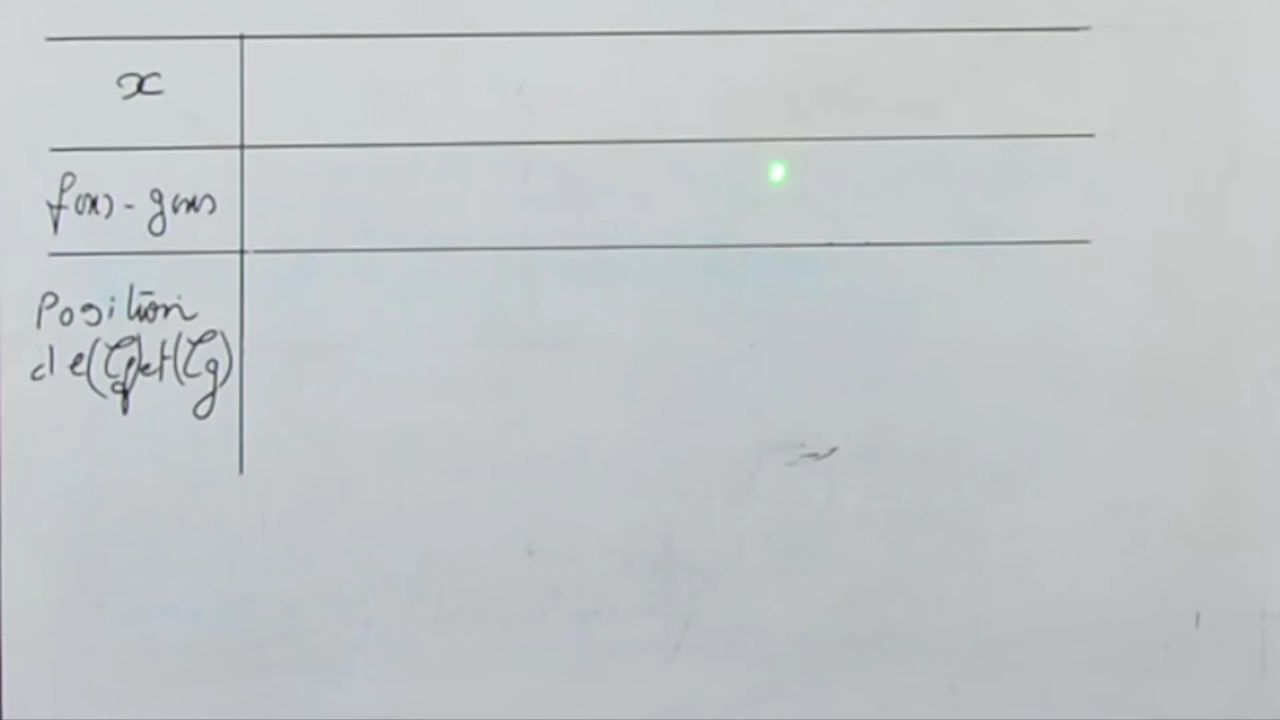 x
f(x) - g(x)
Position
de (Cf) et (Cg)